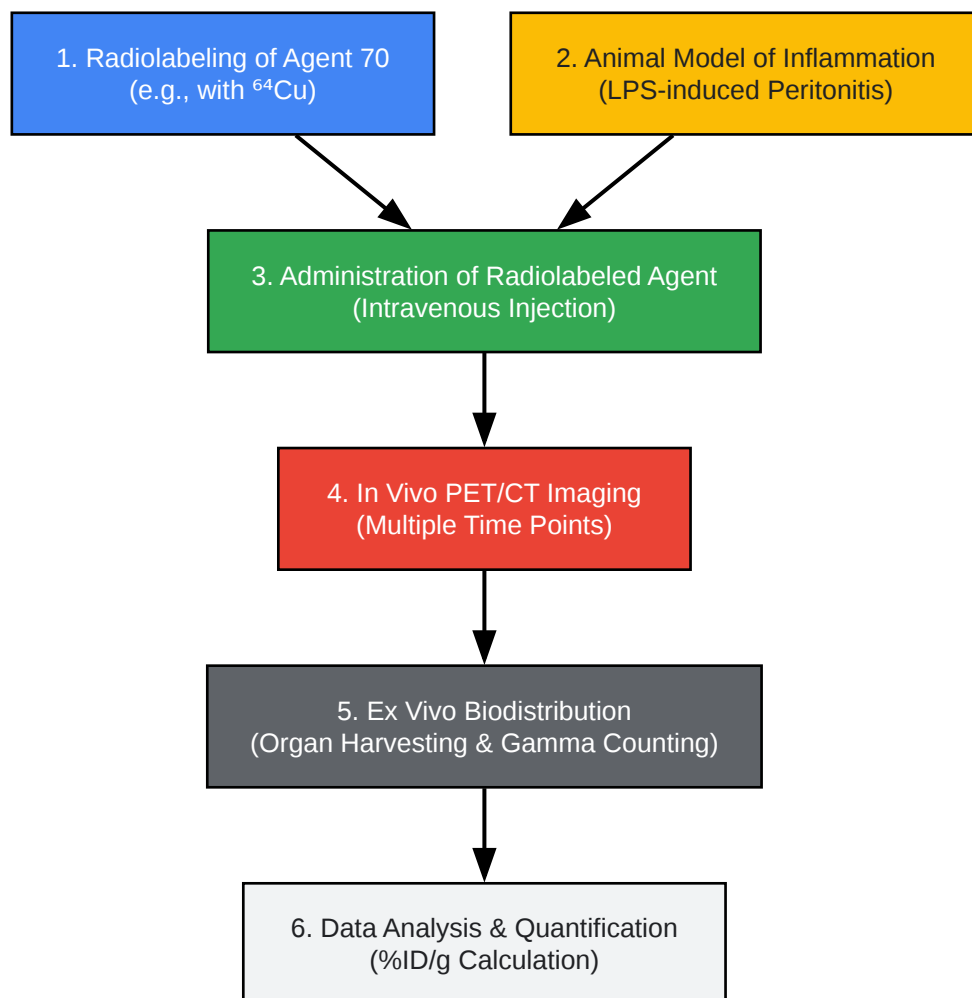 1. Radiolabeling of Agent 70
(e.g., with ⁶⁴Cu)
2. Animal Model of Inflammation
(LPS-induced Peritonitis)
3. Administration of Radiolabeled Agent
(Intravenous Injection)
4. In Vivo PET/CT Imaging
(Multiple Time Points)
5. Ex Vivo Biodistribution
(Organ Harvesting & Gamma Counting)
6. Data Analysis & Quantification
(%ID/g Calculation)